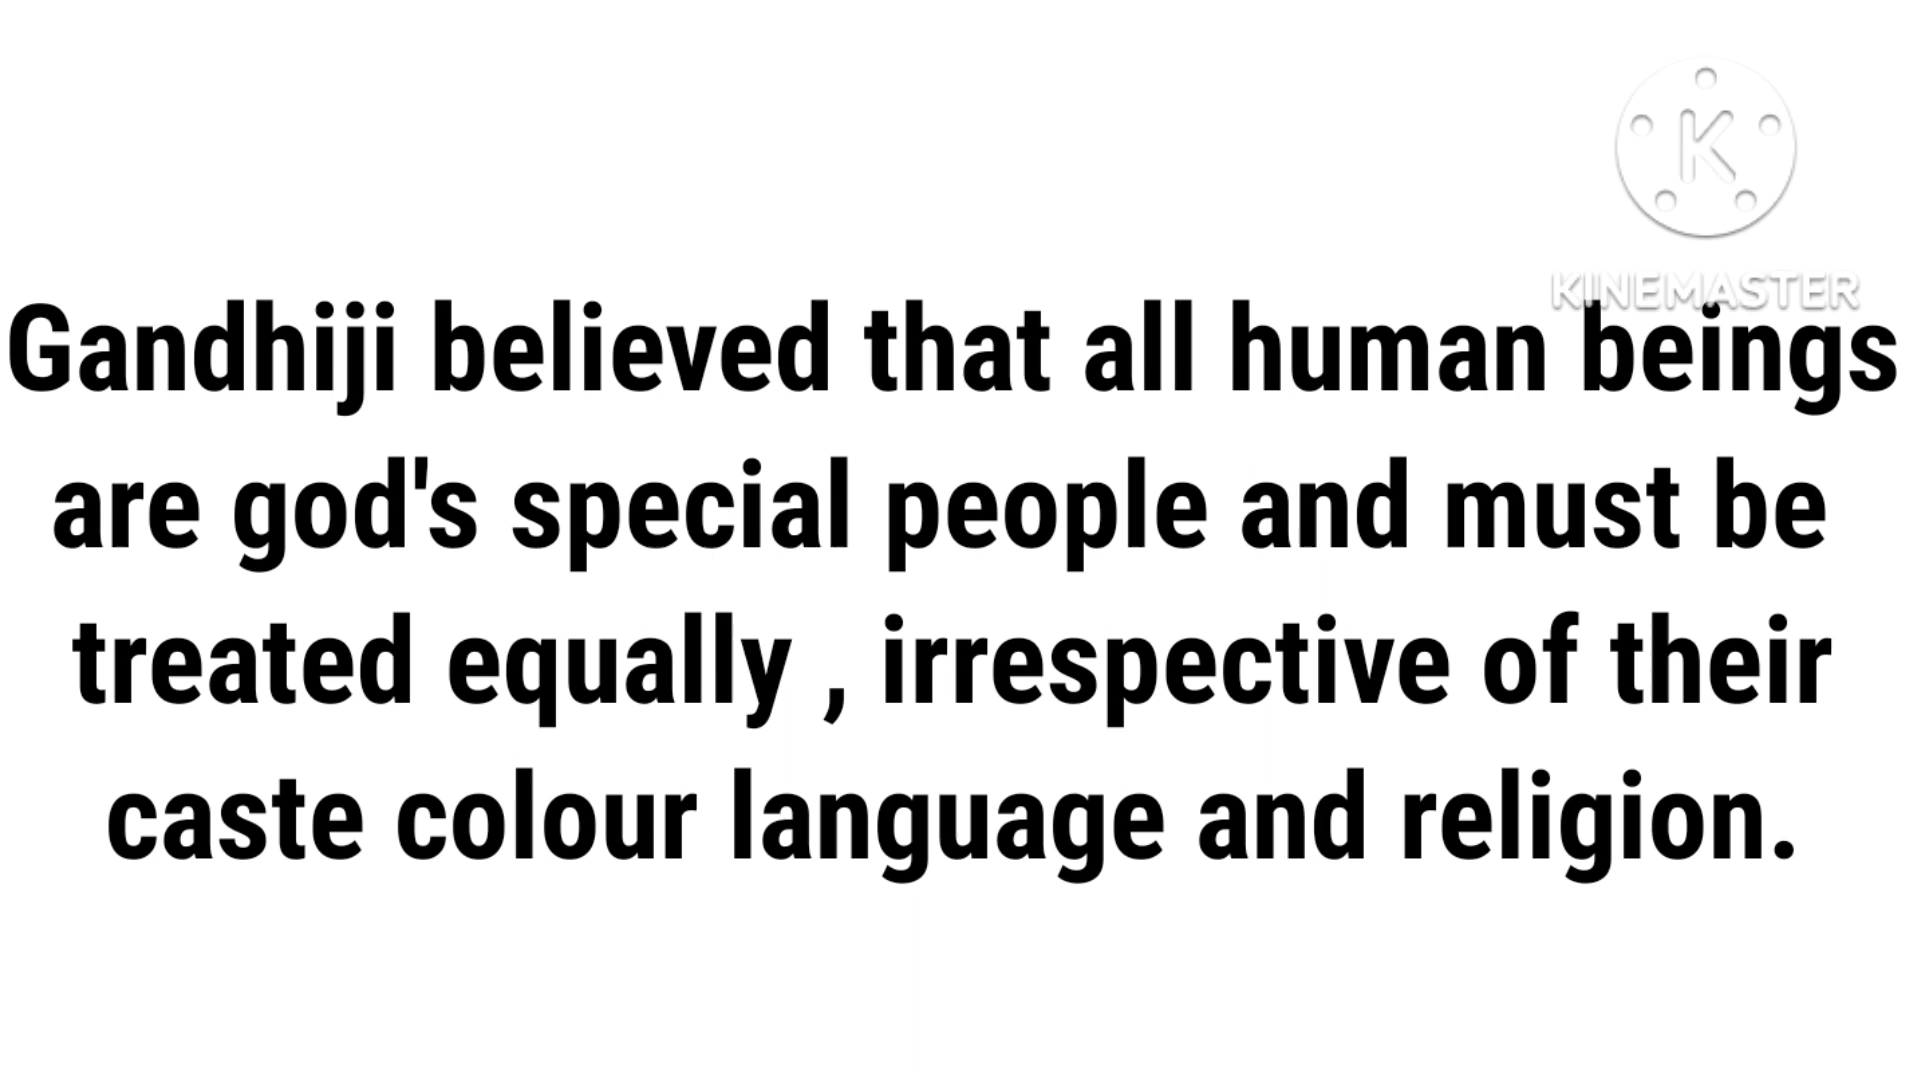 K
KINEMASTER
Gandhiji believed that all human beings
are god's special people and must be
treated equally , irrespective of their
caste colour language and religion.